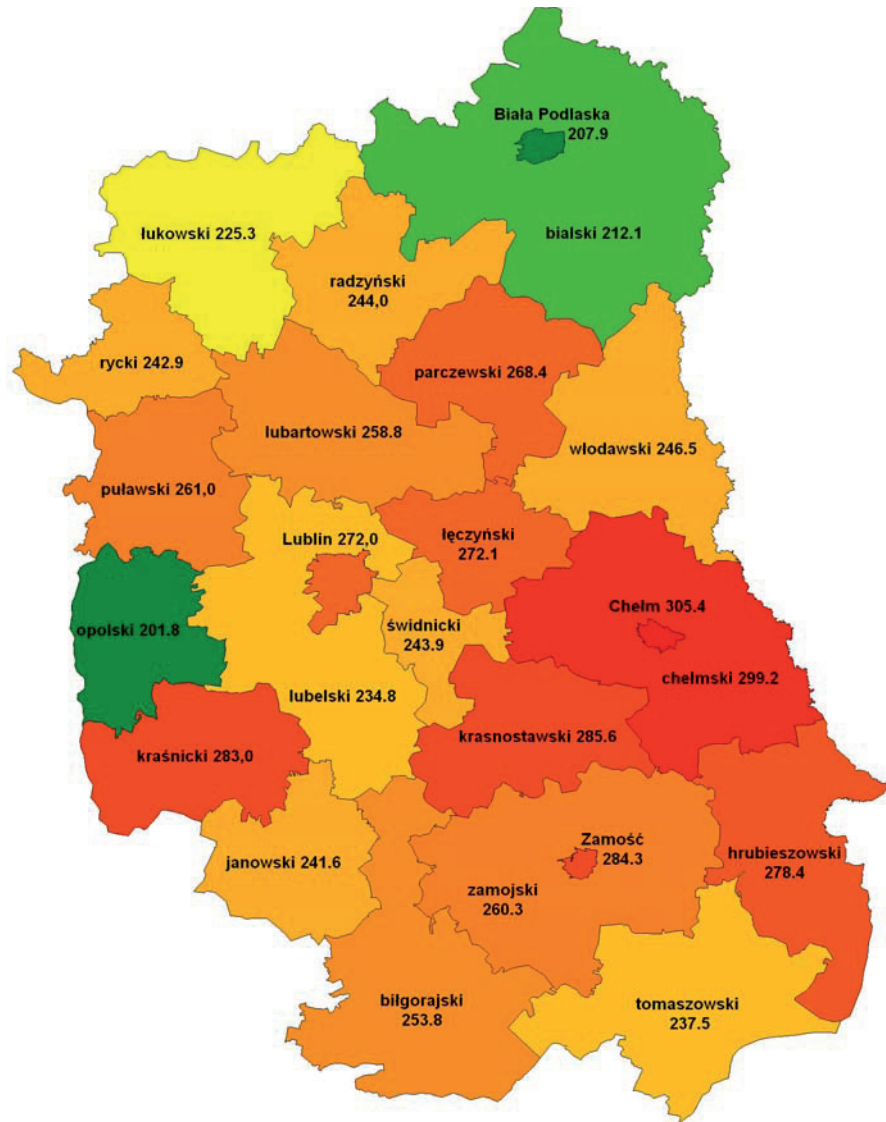 Biała Podlaska
207.9
łukowski 225.3
bialski 212.1
radzyński
244,0
rycki 242.9
parczewski 268.4
lubartowski 258.8
włodawski 246.5
puławski 261,0
Lublin 272,0
łęczyński
272.1
Chełm 305.4
opolski 201.8
świdnicki
243.9
chełmski 299.2
lubelski 234.8
krasnostawski 285.6
kraśnicki 283,0
Zamość
284.3
hrubieszowski
278.4
janowski 241.6
zamojski
260.3
biłgorajski
253.8
tomaszowski
237.5